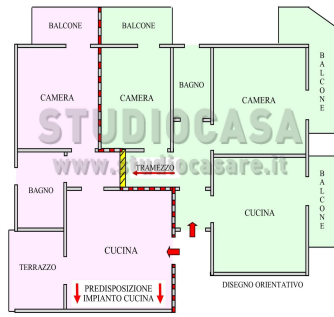 BALCONE
BALCONE
BALCONE
BAGNO
CAMERA
CAMERA
CAMERA
STUDIOCASA
www.studiocasare.it
TRAMEZZO
BAGNO
BALCONE
CUCINA
CUCINA
TERRAZZO
PREDISPOSIZIONE
IMPIANTO CUCINA
DISEGNO ORIENTATIVO